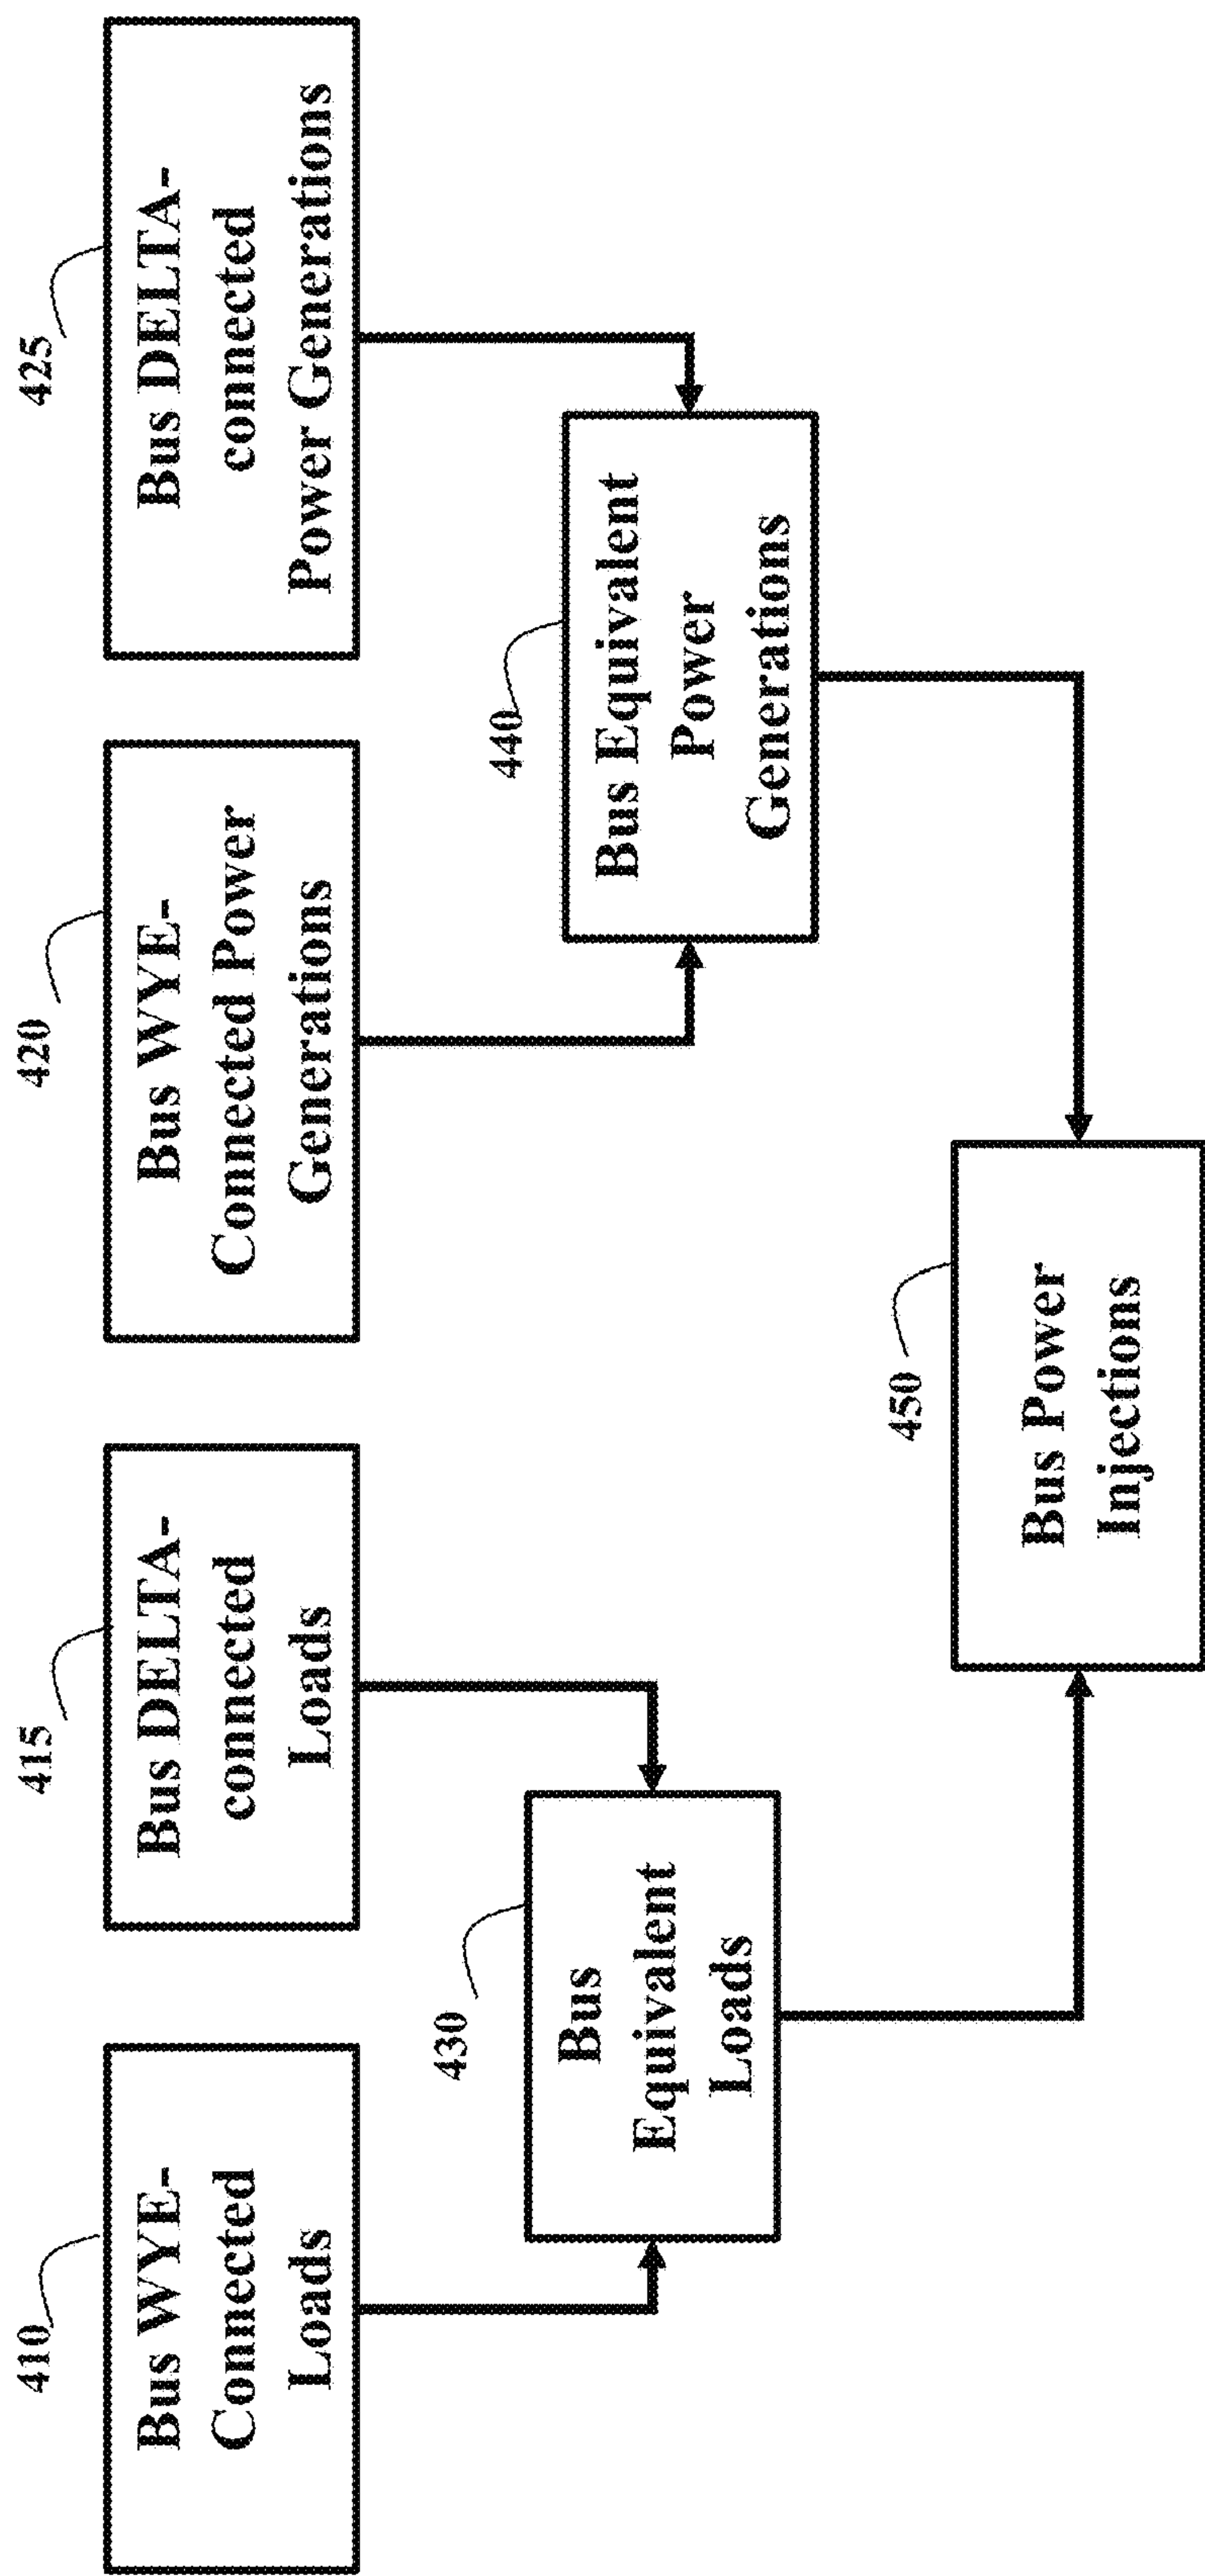 410
Bus WYE-
Connected
Loads
415
Bus DELTA-
connected
Loads
420
Bus WYE-
Connected Power
Generations
425
Bus DELTA-
connected
Power Generations
430
Bus
Equivalent
Loads
440
Bus Equivalent
Power
Generations
450
Bus Power
Injections